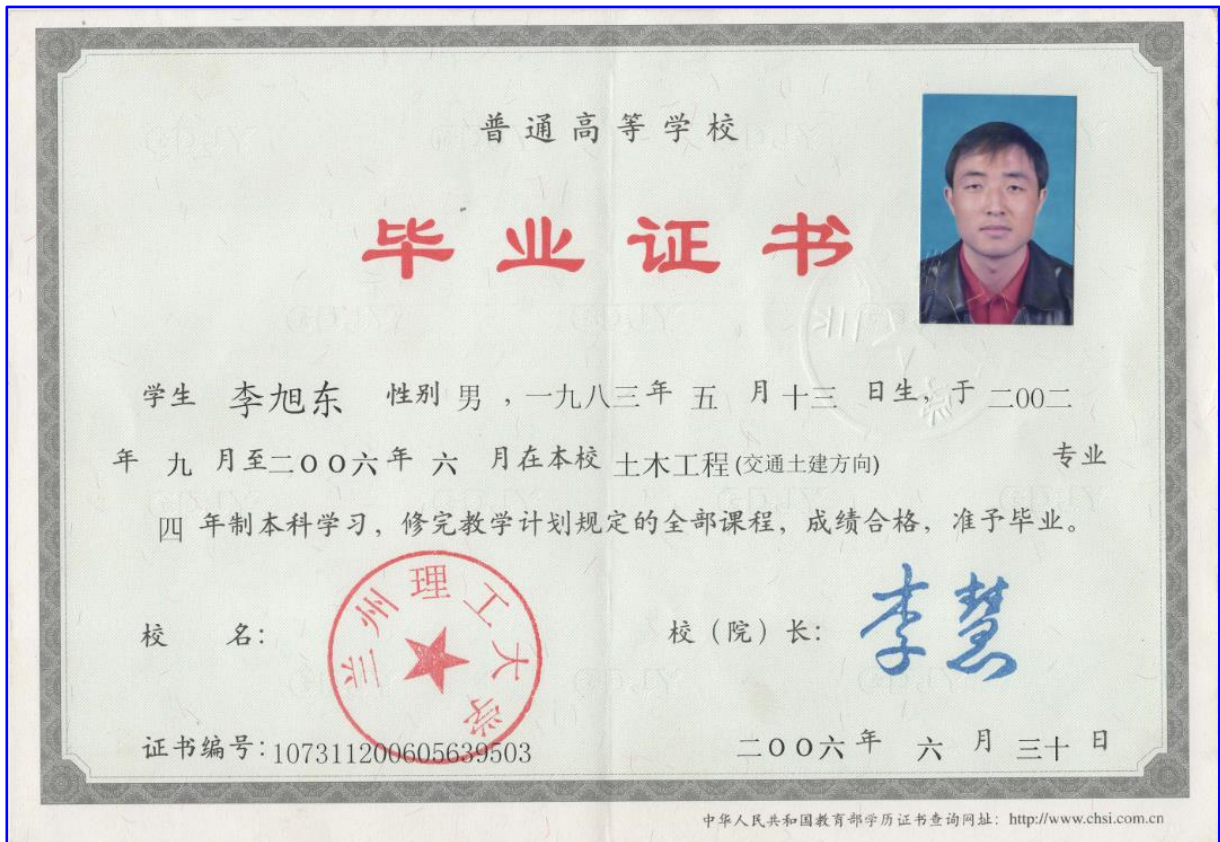 普通高等学校
毕业证书
学生 李旭东 性别 男，一九八三年 五 月十三 日生，于 二00二
年 九 月至二００六年 六 月在本校 土木工程(交通土建方向) 专业
四 年制本科学习，修完教学计划规定的全部课程，成绩合格，准予毕业。
兰州理工大学
校 名：
校（院）长：李慧
证书编号：107311200605639503
二００六年 六 月 三十 日
中华人民共和国教育部学历证书查询网址：http://www.chsi.com.cn